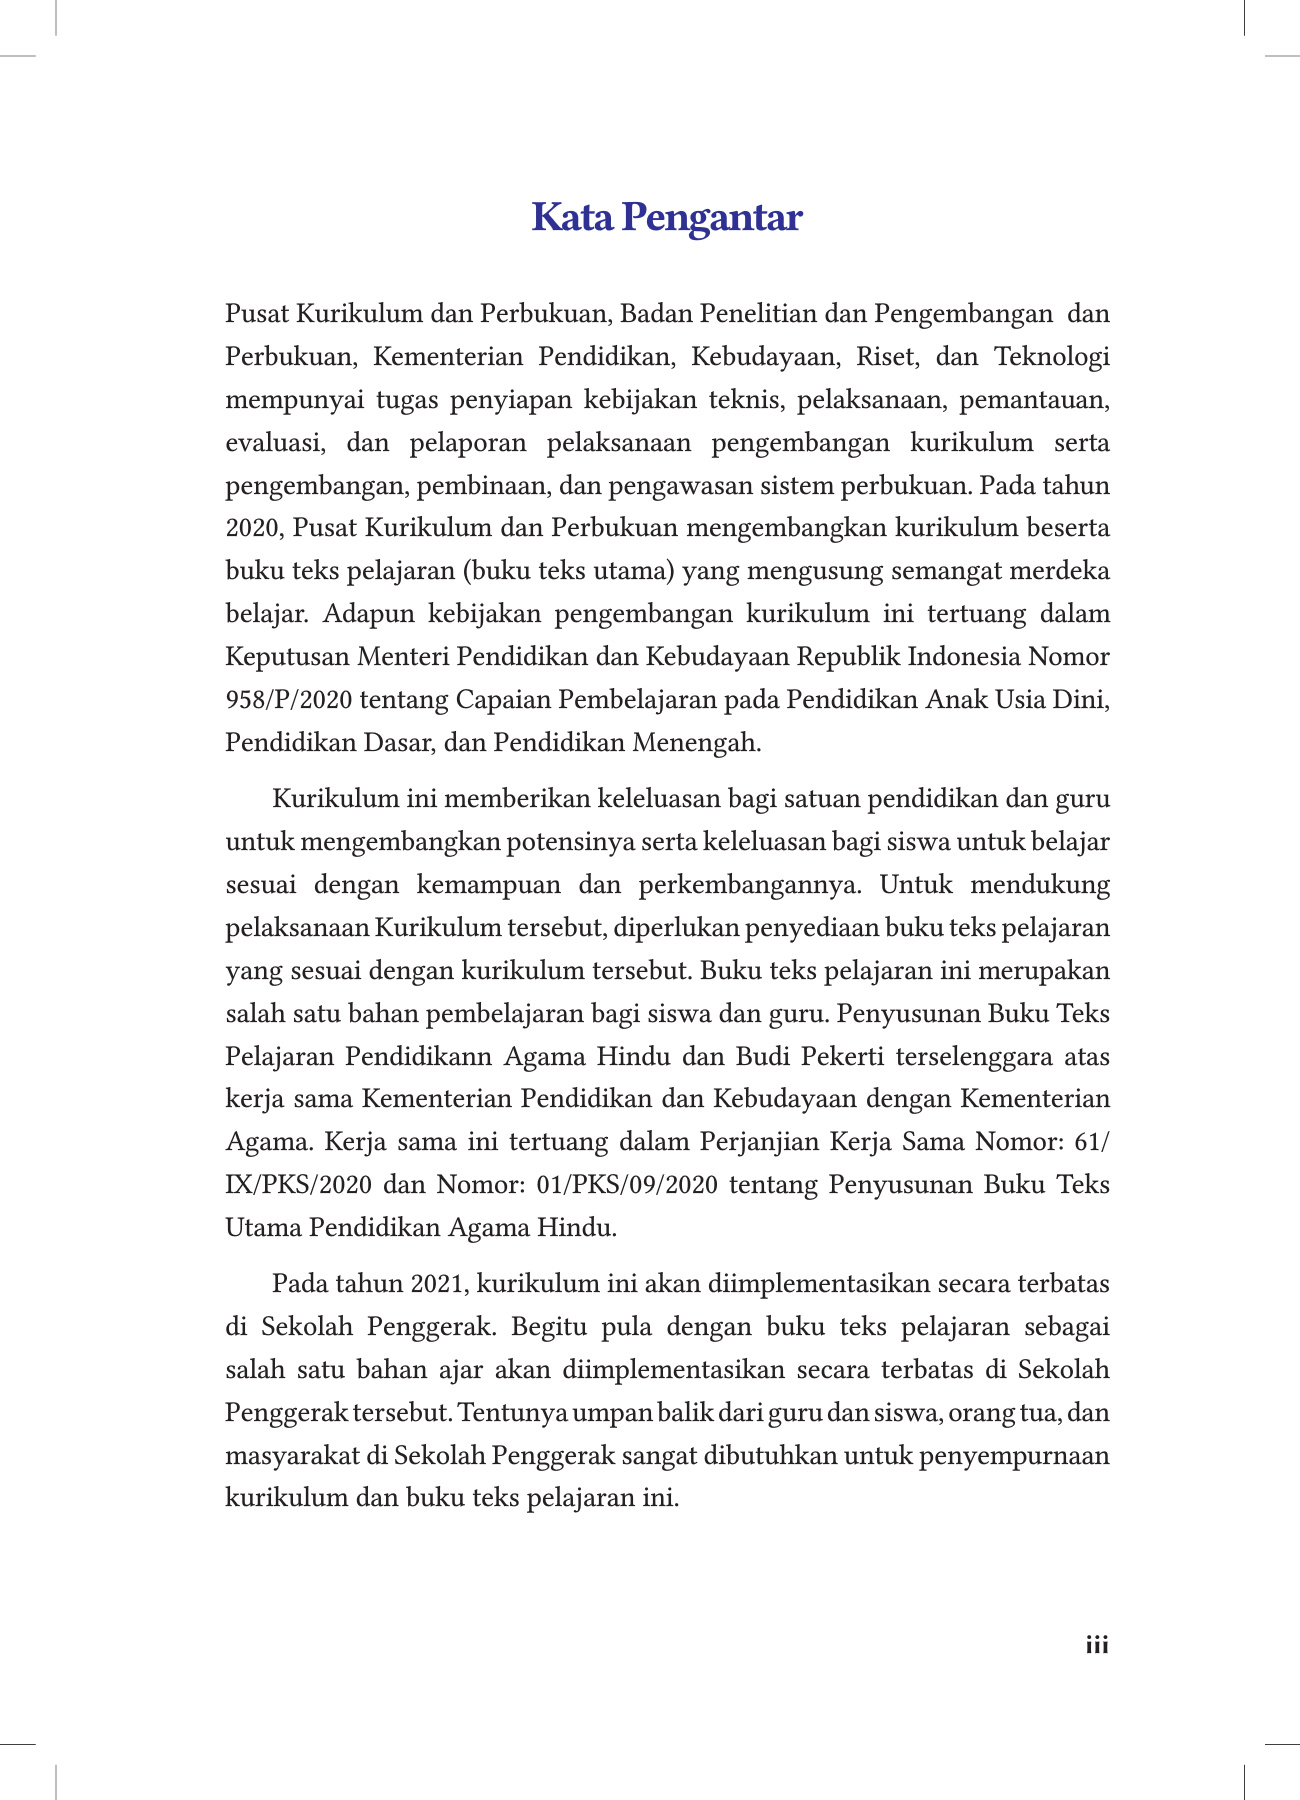 Kata Pengantar
Pusat Kurikulum dan Perbukuan, Badan Penelitian dan Pengembangan  dan
Perbukuan, Kementerian Pendidikan, Kebudayaan, Riset, dan Teknologi
mempunyai tugas penyiapan kebijakan teknis, pelaksanaan, pemantauan,
evaluasi, dan pelaporan pelaksanaan pengembangan kurikulum serta
pengembangan, pembinaan, dan pengawasan sistem perbukuan. Pada tahun
2020, Pusat Kurikulum dan Perbukuan mengembangkan kurikulum beserta
buku teks pelajaran (buku teks utama) yang mengusung semangat merdeka
belajar. Adapun kebijakan pengembangan kurikulum ini tertuang dalam
Keputusan Menteri Pendidikan dan Kebudayaan Republik Indonesia Nomor
958/P/2020 tentang Capaian Pembelajaran pada Pendidikan Anak Usia Dini,
Pendidikan Dasar, dan Pendidikan Menengah.
Kurikulum ini memberikan keleluasan bagi satuan pendidikan dan guru
untuk mengembangkan potensinya serta keleluasan bagi siswa untuk belajar
sesuai dengan kemampuan dan perkembangannya. Untuk mendukung
pelaksanaan Kurikulum tersebut, diperlukan penyediaan buku teks pelajaran
yang sesuai dengan kurikulum tersebut. Buku teks pelajaran ini merupakan
salah satu bahan pembelajaran bagi siswa dan guru. Penyusunan Buku Teks
Pelajaran Pendidikann Agama Hindu dan Budi Pekerti terselenggara atas
kerja sama Kementerian Pendidikan dan Kebudayaan dengan Kementerian
Agama. Kerja sama ini tertuang dalam Perjanjian Kerja Sama Nomor: 61/
IX/PKS/2020 dan Nomor: 01/PKS/09/2020 tentang Penyusunan Buku Teks
Utama Pendidikan Agama Hindu.
Pada tahun 2021, kurikulum ini akan diimplementasikan secara terbatas
di Sekolah Penggerak. Begitu pula dengan buku teks pelajaran sebagai
salah satu bahan ajar akan diimplementasikan secara terbatas di Sekolah
Penggerak tersebut. Tentunya umpan balik dari guru dan siswa, orang tua, dan
masyarakat di Sekolah Penggerak sangat dibutuhkan untuk penyempurnaan
kurikulum dan buku teks pelajaran ini.
iii